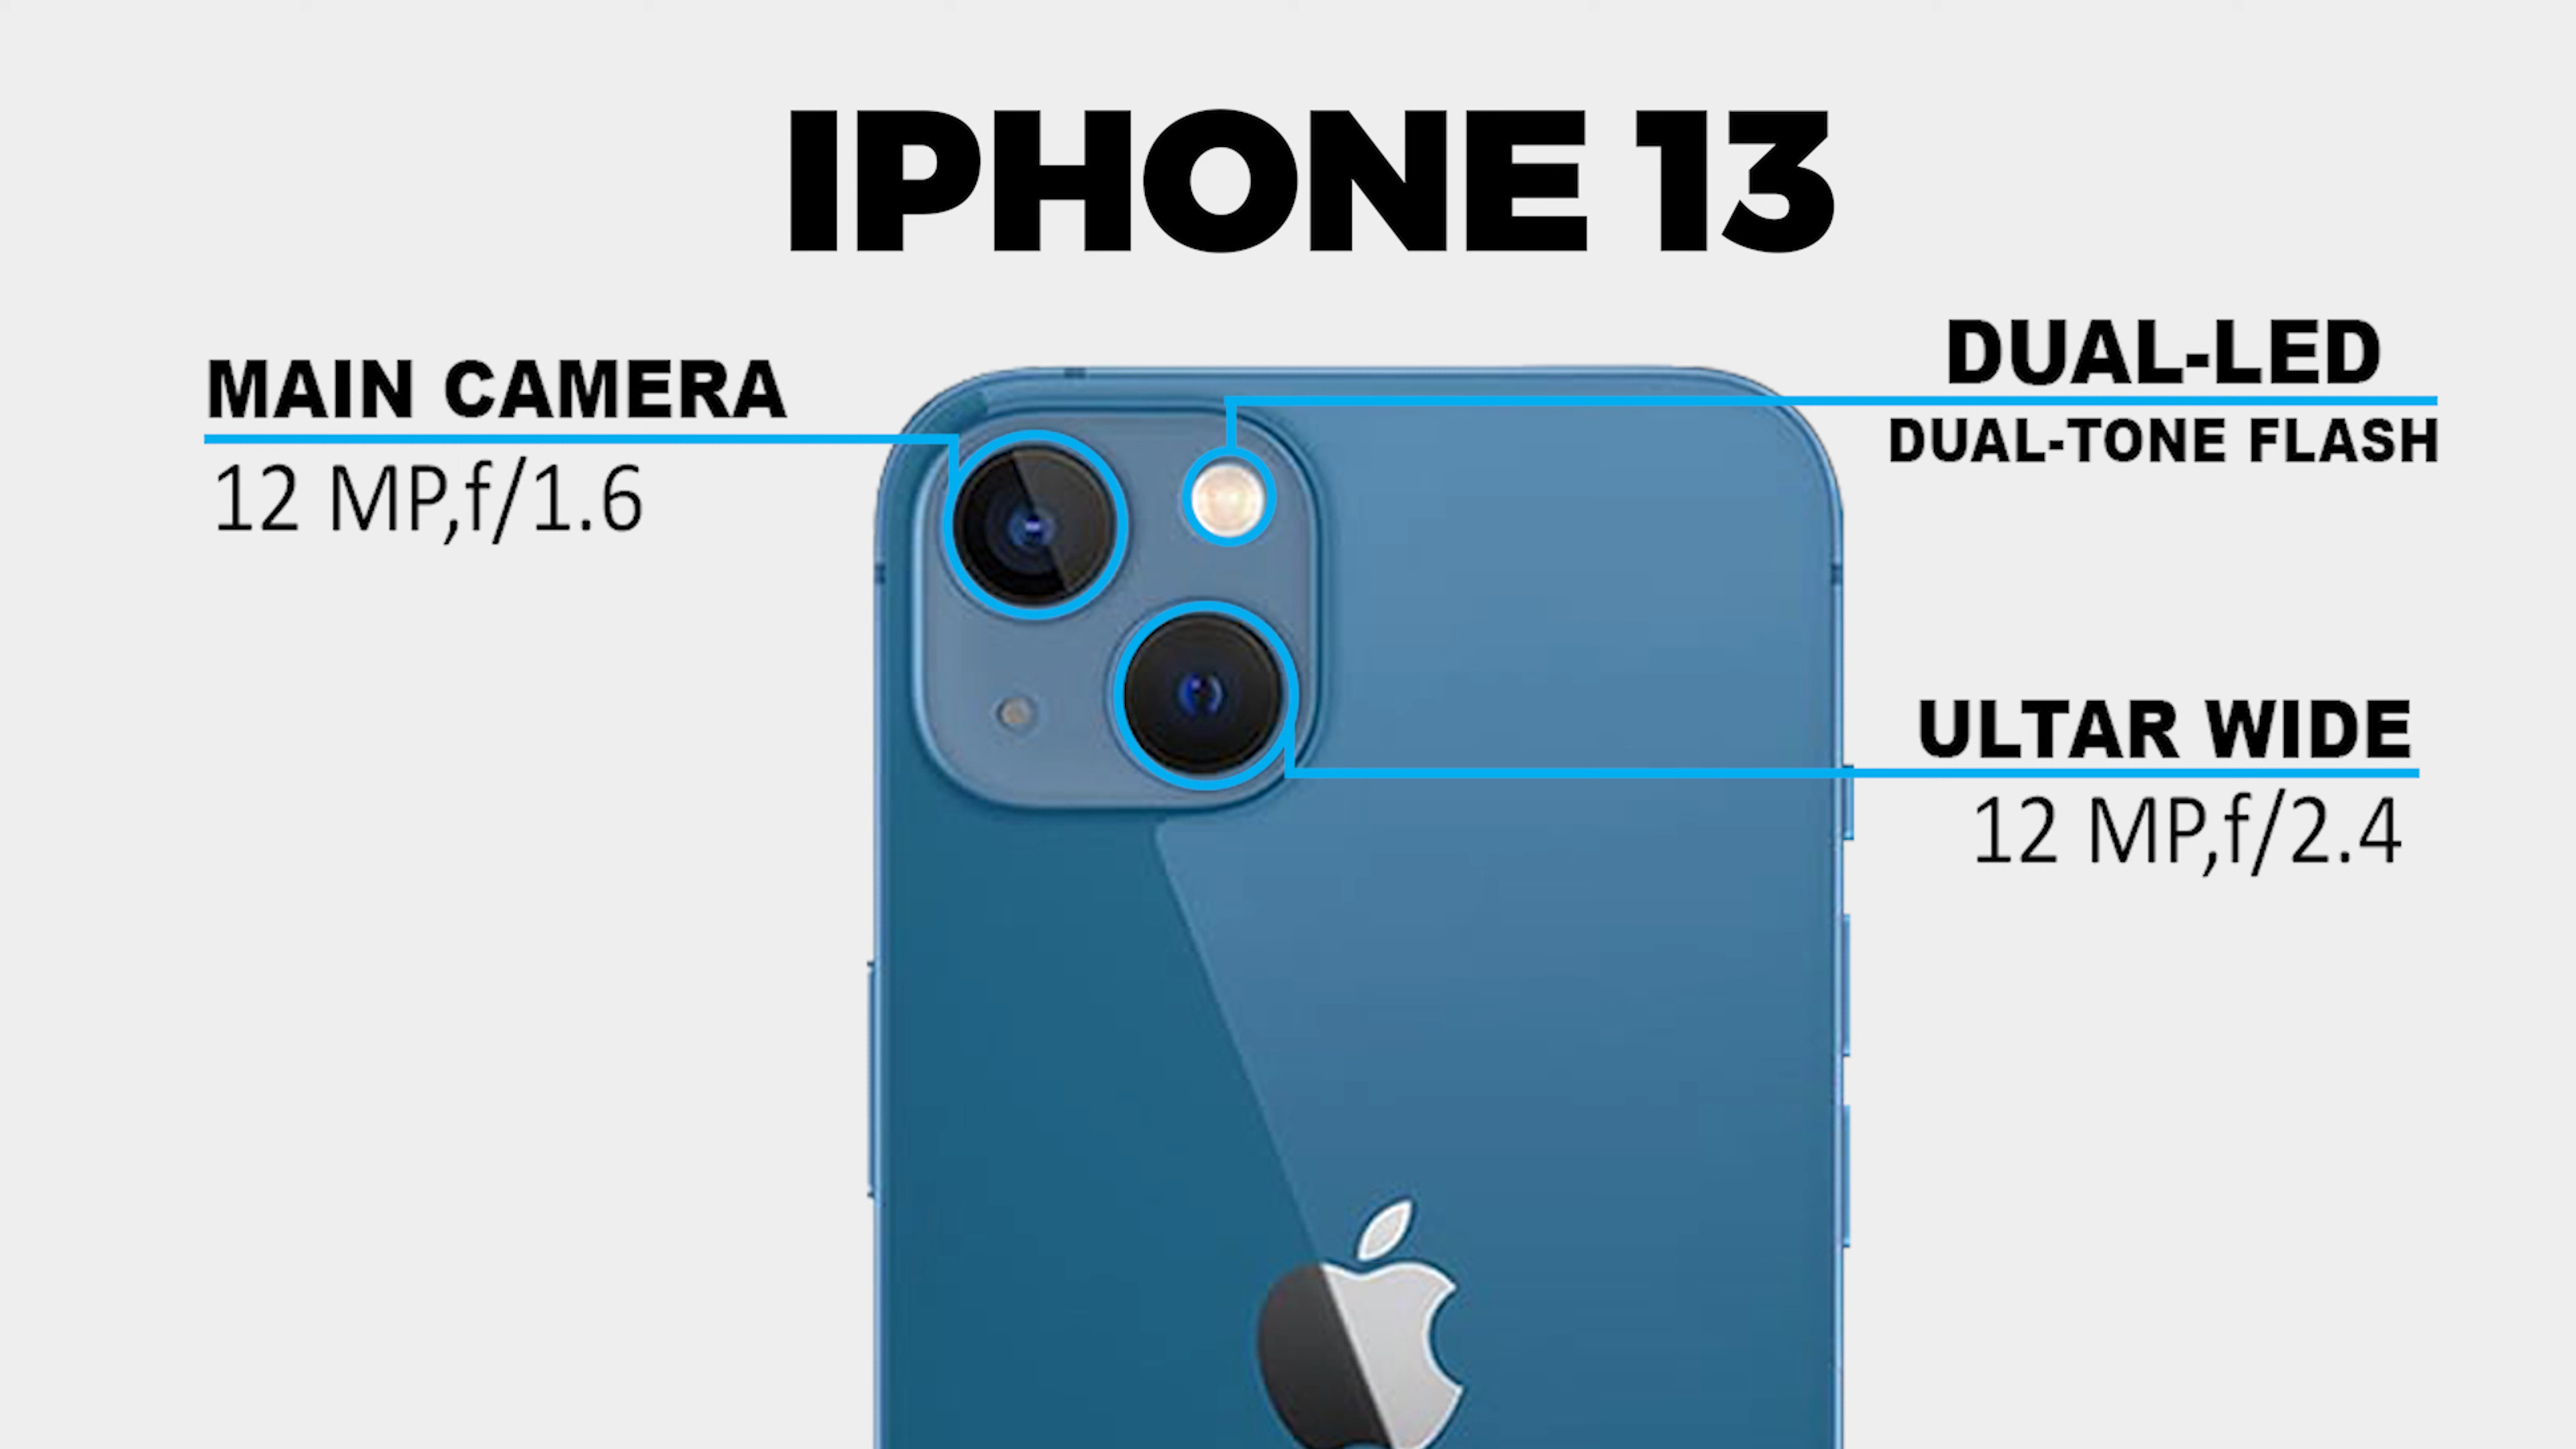 IPHONE 13
MAIN CAMERA
12 MP,f/1.6
DUAL-LED
DUAL-TONE FLASH
ULTAR WIDE
12 MP,f/2.4